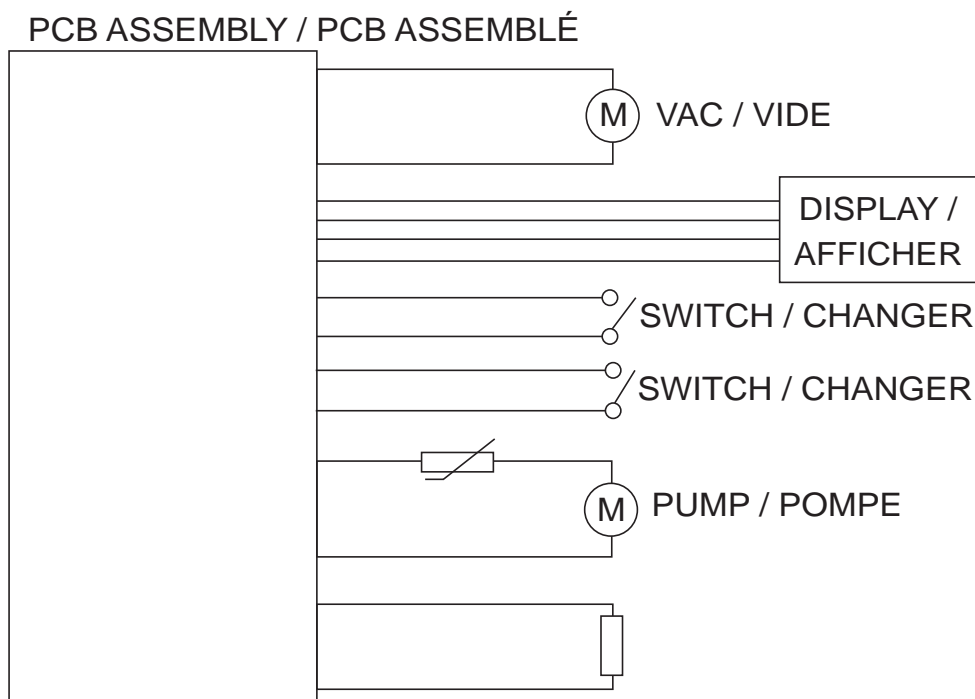 PCB ASSEMBLY / PCB ASSEMBLÉ
M VAC / VIDE
DISPLAY /
AFFICHER
SWITCH / CHANGER
SWITCH / CHANGER
M PUMP / POMPE